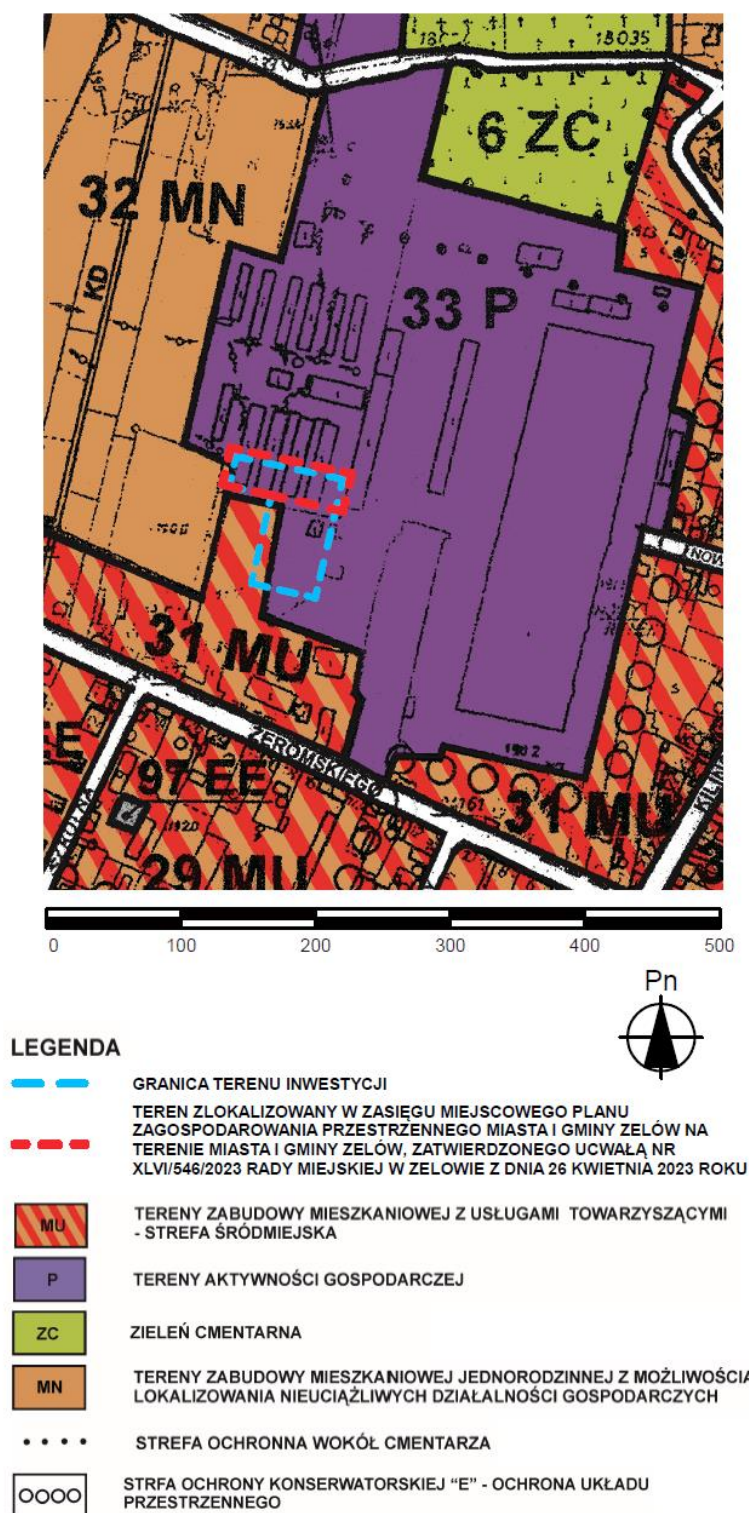 18035
6 ZC
32 MN
KD
33 P
NOW
31 MU
ŻEROMSKIEGO
1902
97 EE
SZKOLNA
1920
31 MU
29 MU
0 100 200 300 400 500
Pn
LEGENDA
GRANICA TERENU INWESTYCJI
TEREN ZLOKALIZOWANY W ZASIĘGU MIEJSCOWEGO PLANU
ZAGOSPODAROWANIA PRZESTRZENNEGO MIASTA I GMINY ZELÓW NA
TERENIE MIASTA I GMINY ZELÓW, ZATWIERDZONEGO UCWAŁĄ NR
XLVI/546/2023 RADY MIEJSKIEJ W ZELOWIE Z DNIA 26 KWIETNIA 2023 ROKU
MU
TERENY ZABUDOWY MIESZKANIOWEJ Z USŁUGAMI TOWARZYSZĄCYMI
- STREFA ŚRÓDMIEJSKA
P
TERENY AKTYWNOŚCI GOSPODARCZEJ
ZC
ZIELEŃ CMENTARNA
MN
TERENY ZABUDOWY MIESZKANIOWEJ JEDNORODZINNEJ Z MOŻLIWOŚCIĄ
LOKALIZOWANIA NIEUCIĄŻLIWYCH DZIAŁALNOŚCI GOSPODARCZYCH
STREFA OCHRONNA WOKÓŁ CMENTARZA
STRFA OCHRONY KONSERWATORSKIEJ "E" - OCHRONA UKŁADU
PRZESTRZENNEGO